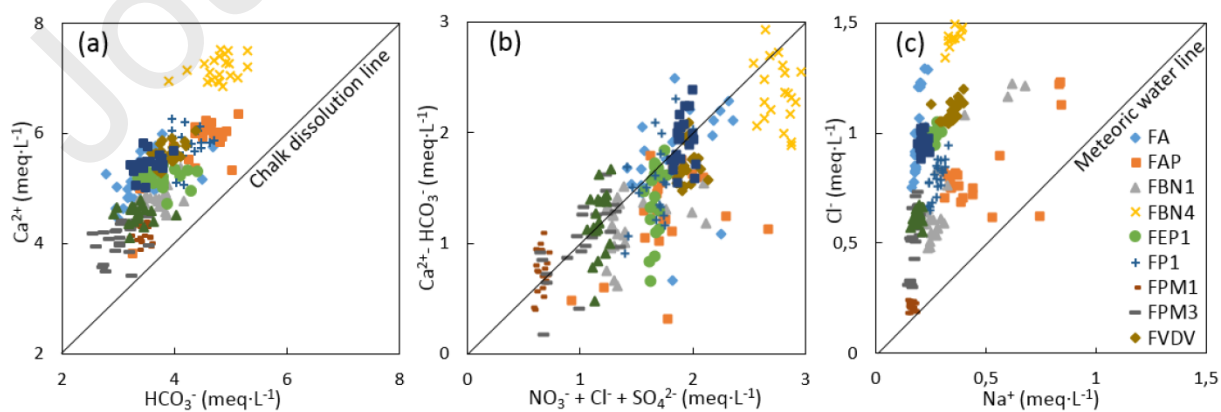 Jo
(a)
8
6
4
2
Ca²⁺ (meq·L⁻¹)
Chalk dissolution line
2 4 6 8
HCO₃⁻ (meq·L⁻¹)
(b)
3
2
1
0
Ca²⁺- HCO₃⁻ (meq·L⁻¹)
0 1 2 3
NO₃⁻ + Cl⁻ + SO₄²⁻ (meq·L⁻¹)
(c)
1,5
1
0,5
0
Cl⁻ (meq·L⁻¹)
Meteoric water line
FA
FAP
FBN1
FBN4
FEP1
FP1
FPM1
FPM3
FVDV
0 0,5 1 1,5
Na⁺ (meq·L⁻¹)